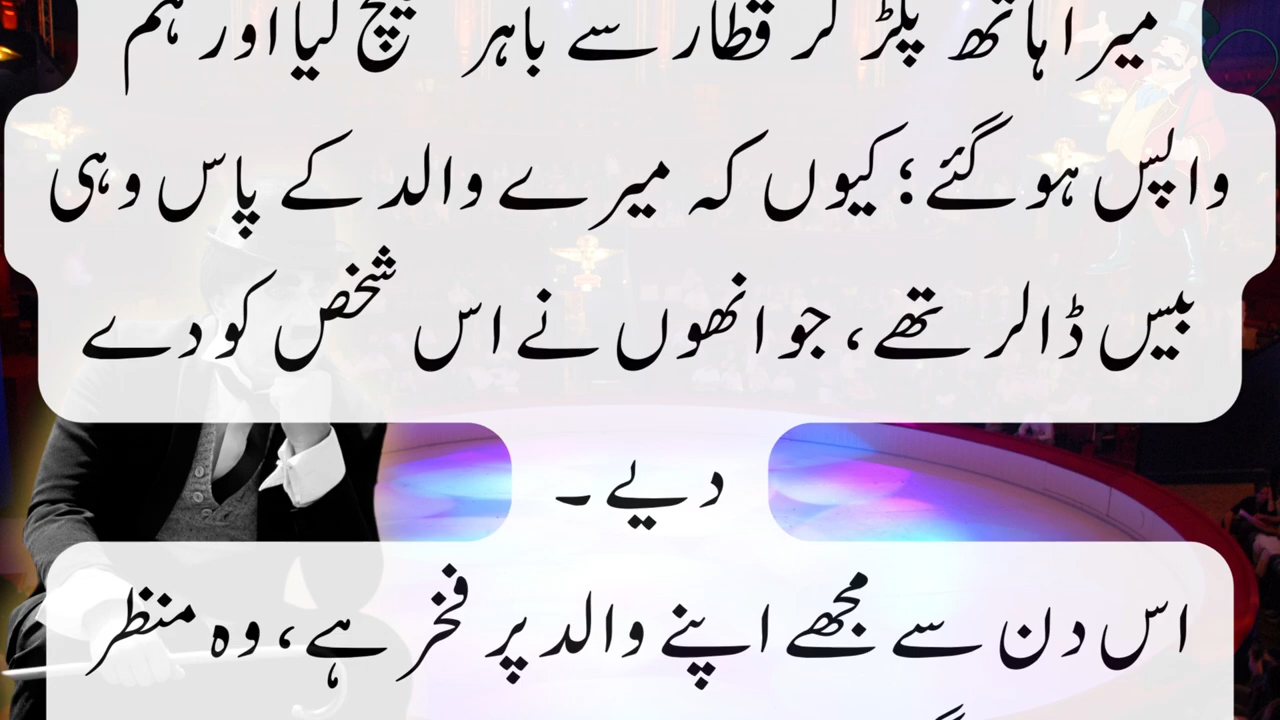 میرا ہاتھ پکڑ کر قطار سے باہر کھینچ لیا اور ہم
واپس ہوگئے؛ کیوں کہ میرے والد کے پاس وہی
بیس ڈالر تھے، جو انھوں نے اس شخص کو دے
دیے۔
اس دن سے مجھے اپنے والد پر فخر ہے، وہ منظر